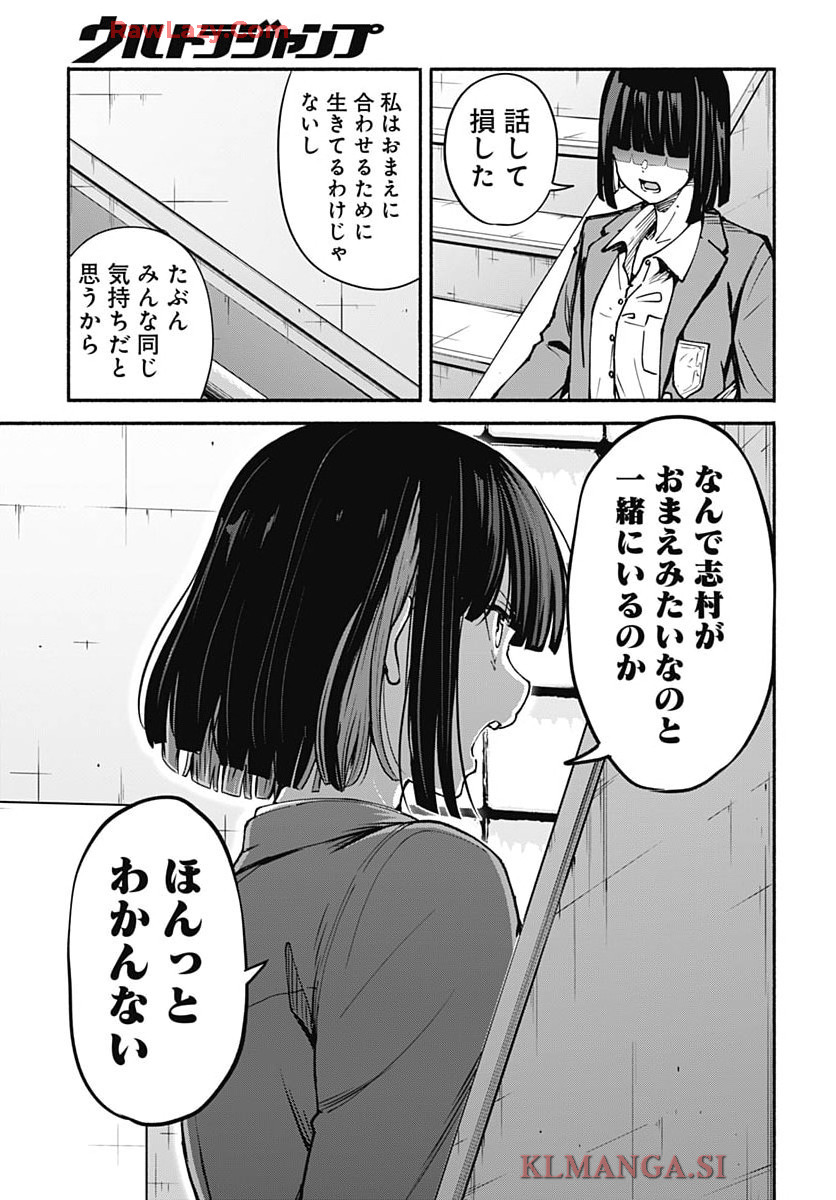 ウルトラジャンプ
RawLazy.Com
話して
損した
私はおまえに
合わせるために
生きてるわけじゃ
ないし
たぶん
みんな同じ
気持ちだと
思うから
なんで志村が
おまえみたいなのと
一緒にいるのか
ほんっと
わかんない
KLMANGA.SI